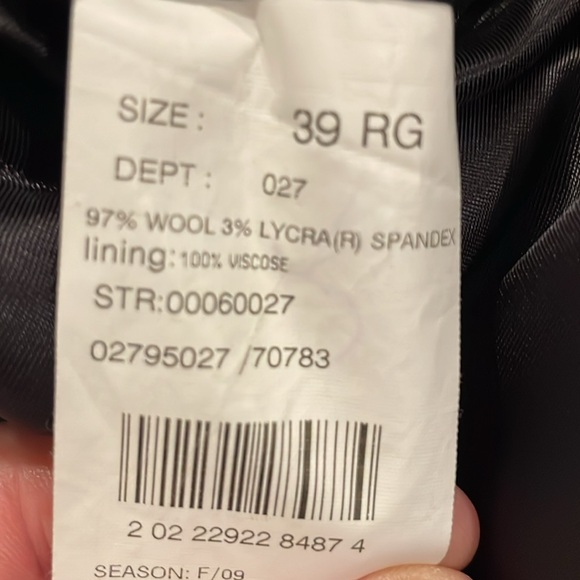 SIZE : 39 RG
DEPT : 027
97% WOOL 3% LYCRA(R) SPANDEX
lining: 100% VISCOSE
STR:00060027
02795027 /70783
2 02 22922 8487 4
SEASON: F/09